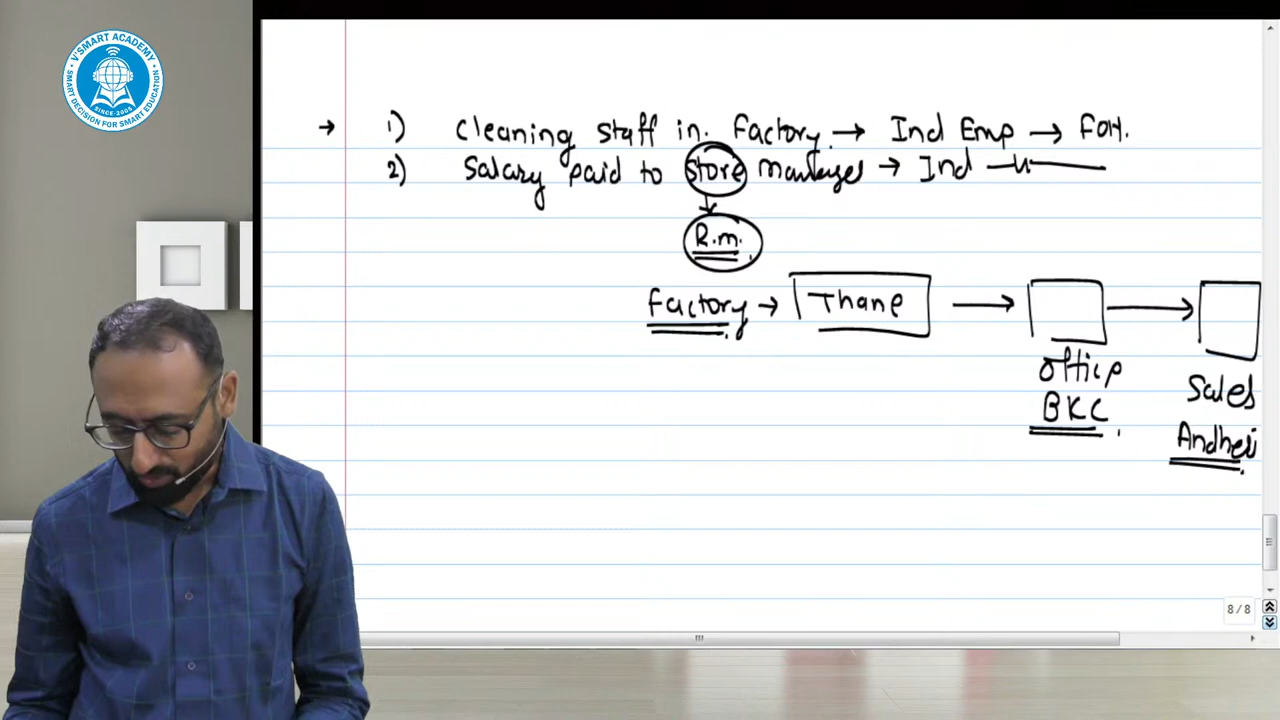 V'SMART ACADEMY
SMART DECISION FOR SMART EDUCATION
SINCE-2005
→ 1) Cleaning staff in. Factory → Ind Emp → FOH.
2) Salary paid to store manager → Ind —"—
R.m.
Factory → Thane → →
office
BKC
Sales
Andheri
8/8